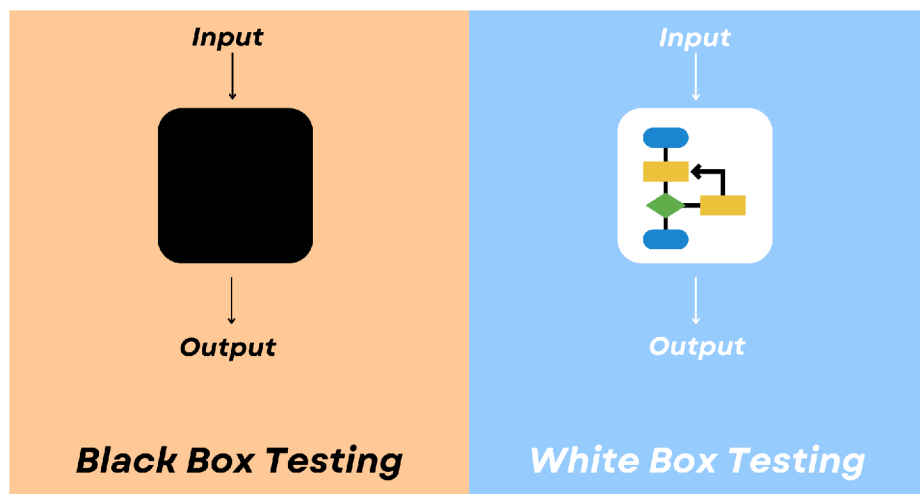 Input
Output
Black Box Testing
Input
Output
White Box Testing